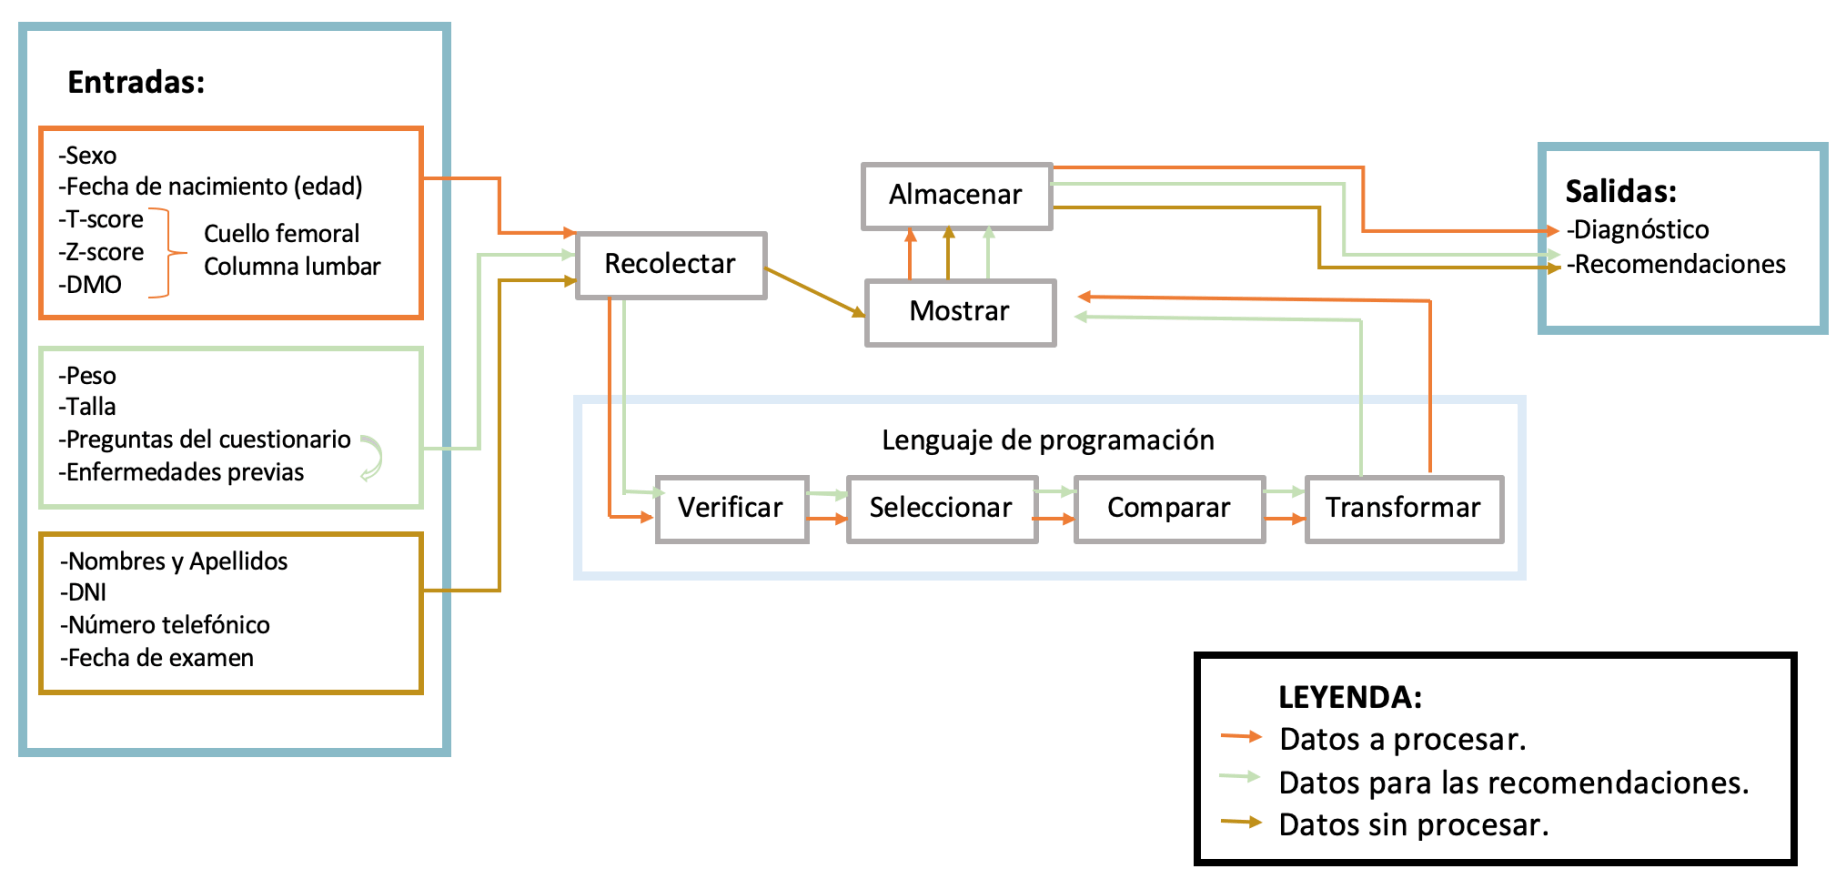 Entradas:
-Sexo
-Fecha de nacimiento (edad)
-T-score
-Z-score
-DMO
Cuello femoral
Columna lumbar
-Peso
-Talla
-Preguntas del cuestionario
-Enfermedades previas
-Nombres y Apellidos
-DNI
-Número telefónico
-Fecha de examen
Recolectar
Almacenar
Mostrar
Lenguaje de programación
Verificar
Seleccionar
Comparar
Transformar
Salidas:
-Diagnóstico
-Recomendaciones
LEYENDA:
Datos a procesar.
Datos para las recomendaciones.
Datos sin procesar.